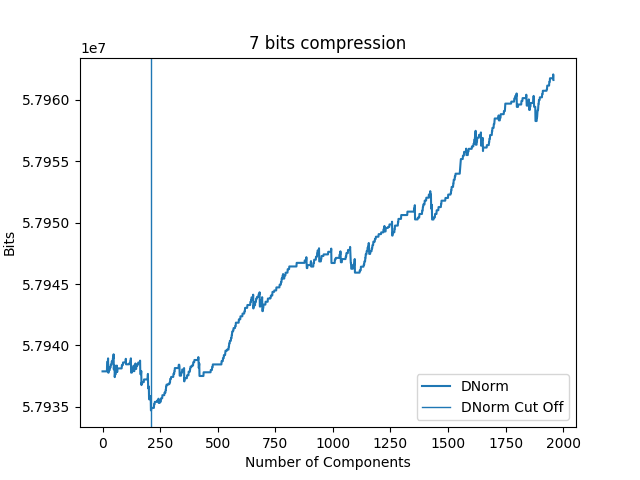 7 bits compression
1e7
5.7960
5.7955
5.7950
5.7945
5.7940
5.7935
Bits
0 250 500 750 1000 1250 1500 1750 2000
Number of Components
DNorm
DNorm Cut Off